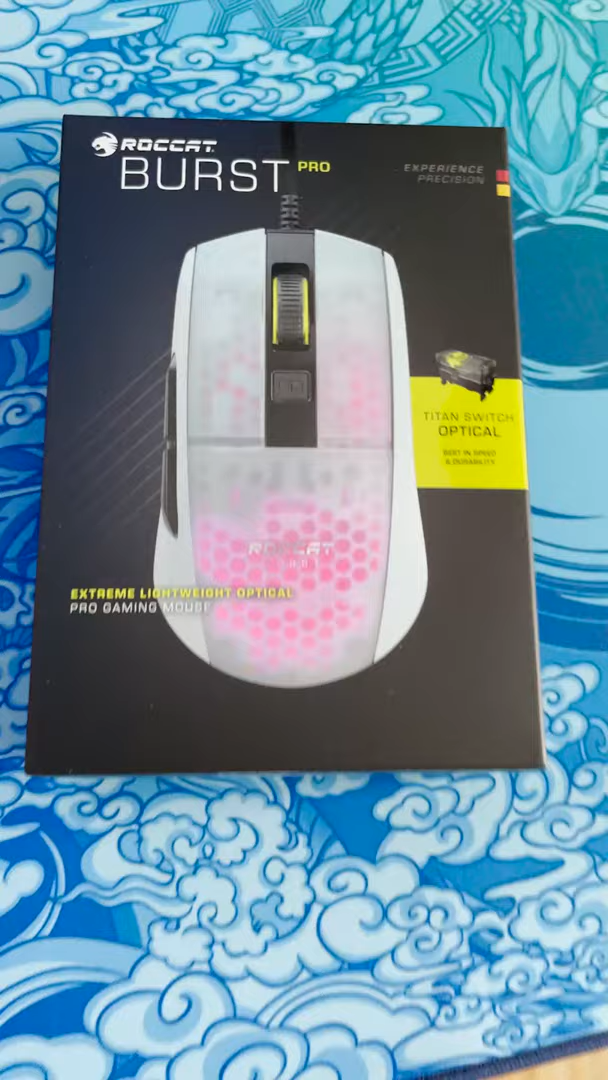 ROCCAT
BURST PRO
EXPERIENCE
PRECISION
TITAN SWITCH
OPTICAL
BEST IN SPEED
& DURABILITY
ROCCAT
EXTREME LIGHTWEIGHT OPTICAL
PRO GAMING MOUSE